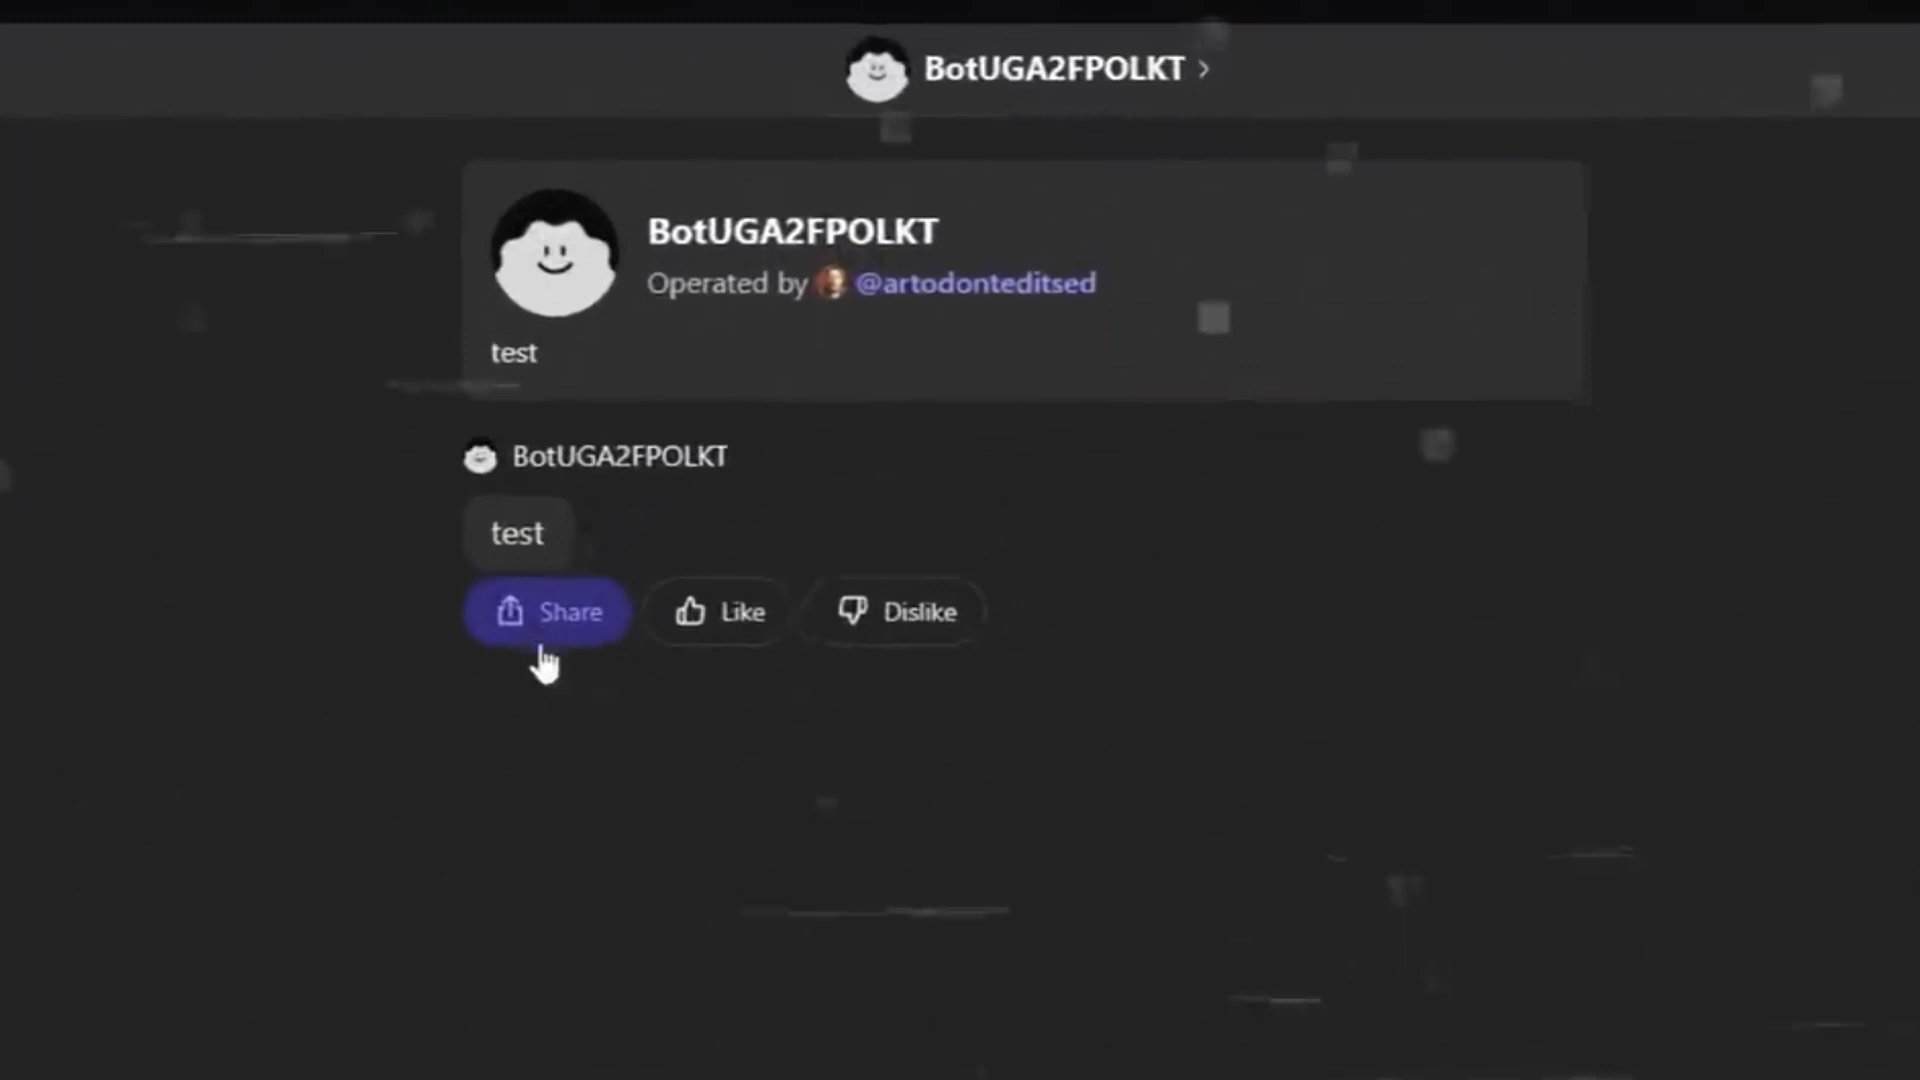 BotUGA2FPOLKT
BotUGA2FPOLKT
Operated by @artodonteditsed
test
BotUGA2FPOLKT
test
Share Like Dislike